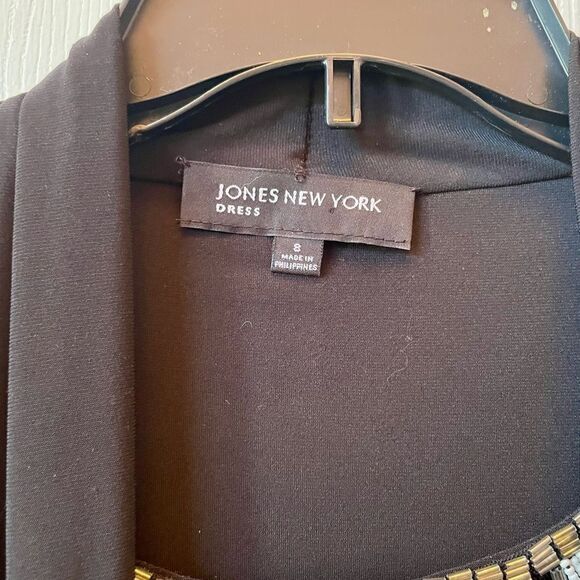 JONES NEW YORK
DRESS
8
MADE IN
PHILIPPINES